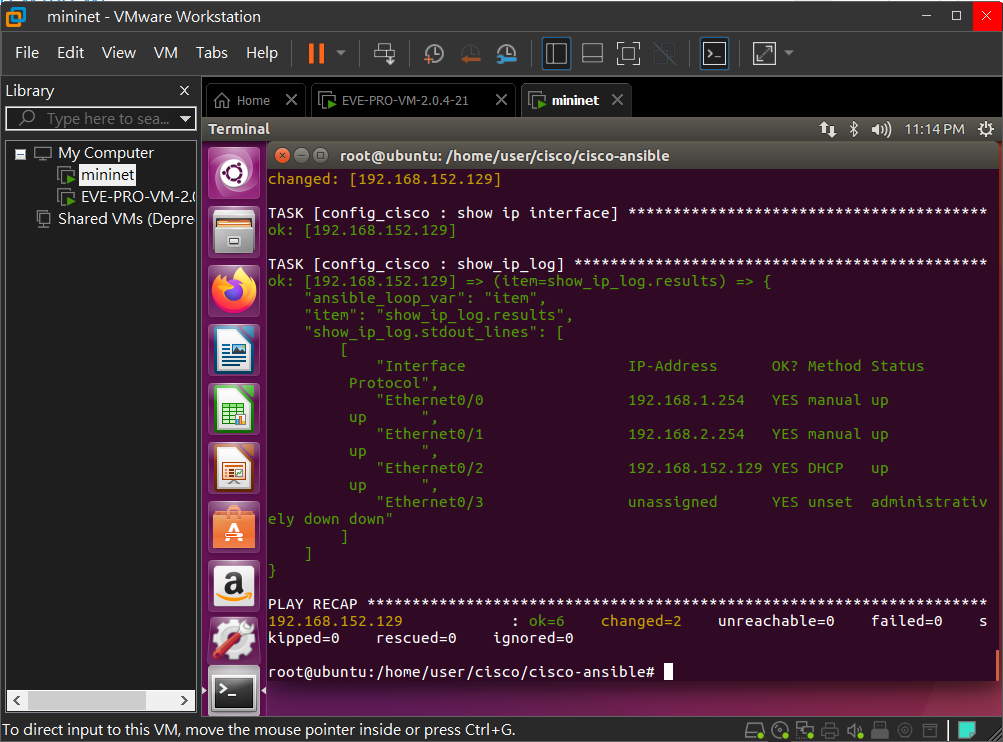 mininet - VMware Workstation
File Edit View VM Tabs Help
Library
Type here to sea...
My Computer
mininet
EVE-PRO-VM-2.0
Shared VMs (Depre
Home
EVE-PRO-VM-2.0.4-21
mininet
Terminal
11:14 PM
root@ubuntu: /home/user/cisco/cisco-ansible
changed: [192.168.152.129]
TASK [config_cisco : show ip interface] ****************************************
ok: [192.168.152.129]
TASK [config_cisco : show_ip_log] **********************************************
ok: [192.168.152.129] => (item=show_ip_log.results) => {
"ansible_loop_var": "item",
"item": "show_ip_log.results",
"show_ip_log.stdout_lines": [
[
"Interface IP-Address OK? Method Status
Protocol",
"Ethernet0/0 192.168.1.254 YES manual up
up ",
"Ethernet0/1 192.168.2.254 YES manual up
up ",
"Ethernet0/2 192.168.152.129 YES DHCP up
up ",
"Ethernet0/3 unassigned YES unset administrativ
ely down down"
]
]
}
PLAY RECAP *********************************************************************
192.168.152.129 : ok=6 changed=2 unreachable=0 failed=0 s
kipped=0 rescued=0 ignored=0
root@ubuntu:/home/user/cisco/cisco-ansible#
To direct input to this VM, move the mouse pointer inside or press Ctrl+G.